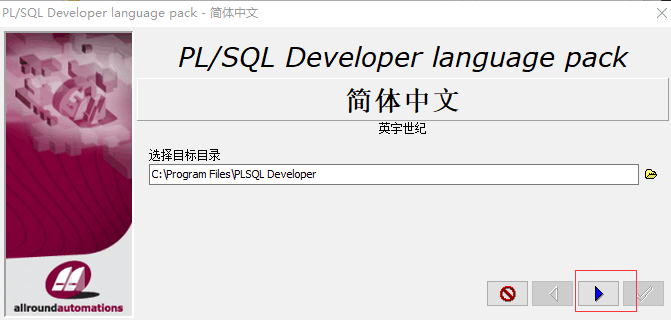 PL/SQL Developer language pack - 简体中文
PL/SQL Developer language pack
简体中文
英宇世纪
选择目标目录
C:\Program Files\PLSQL Developer
allroundautomations